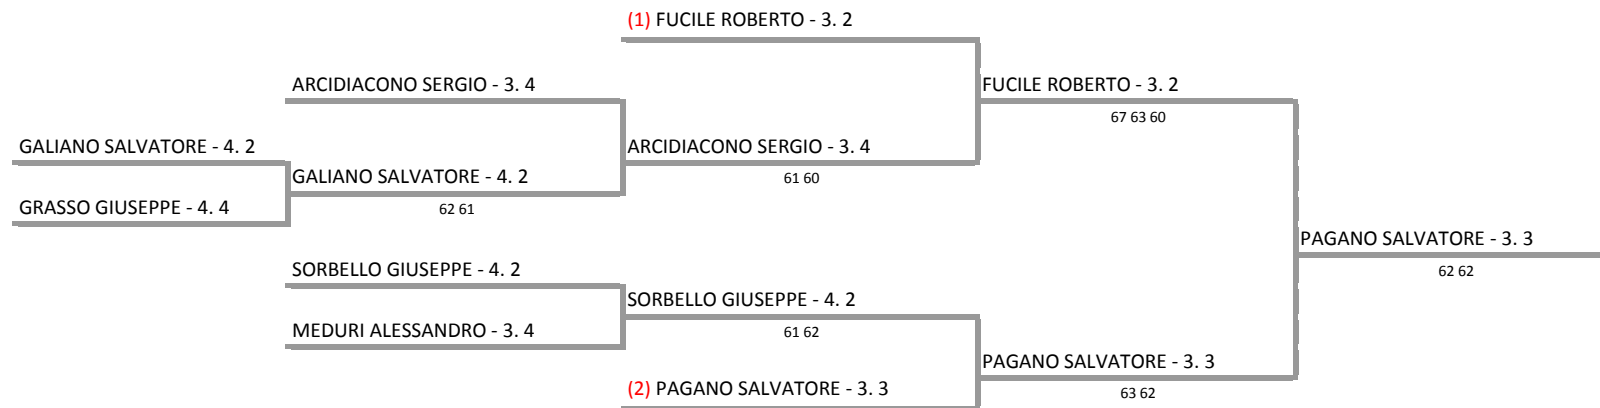 (1) FUCILE ROBERTO - 3. 2
ARCIDIACONO SERGIO - 3. 4
FUCILE ROBERTO - 3. 2
67 63 60
GALIANO SALVATORE - 4. 2
ARCIDIACONO SERGIO - 3. 4
61 60
GALIANO SALVATORE - 4. 2
62 61
GRASSO GIUSEPPE - 4. 4
PAGANO SALVATORE - 3. 3
62 62
SORBELLO GIUSEPPE - 4. 2
SORBELLO GIUSEPPE - 4. 2
61 62
MEDURI ALESSANDRO - 3. 4
PAGANO SALVATORE - 3. 3
63 62
(2) PAGANO SALVATORE - 3. 3